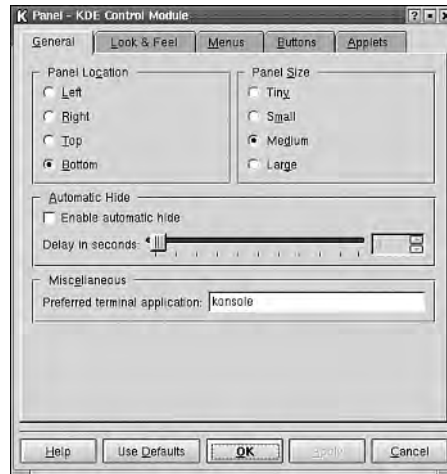 Panel - KDE Control Module
General Look & Feel Menus Buttons Applets
Panel Location
Left
Right
Top
Bottom
Panel Size
Tiny
Small
Medium
Large
Automatic Hide
Enable automatic hide
Delay in seconds:
Miscellaneous
Preferred terminal application: konsole
Help Use Defaults OK Apply Cancel